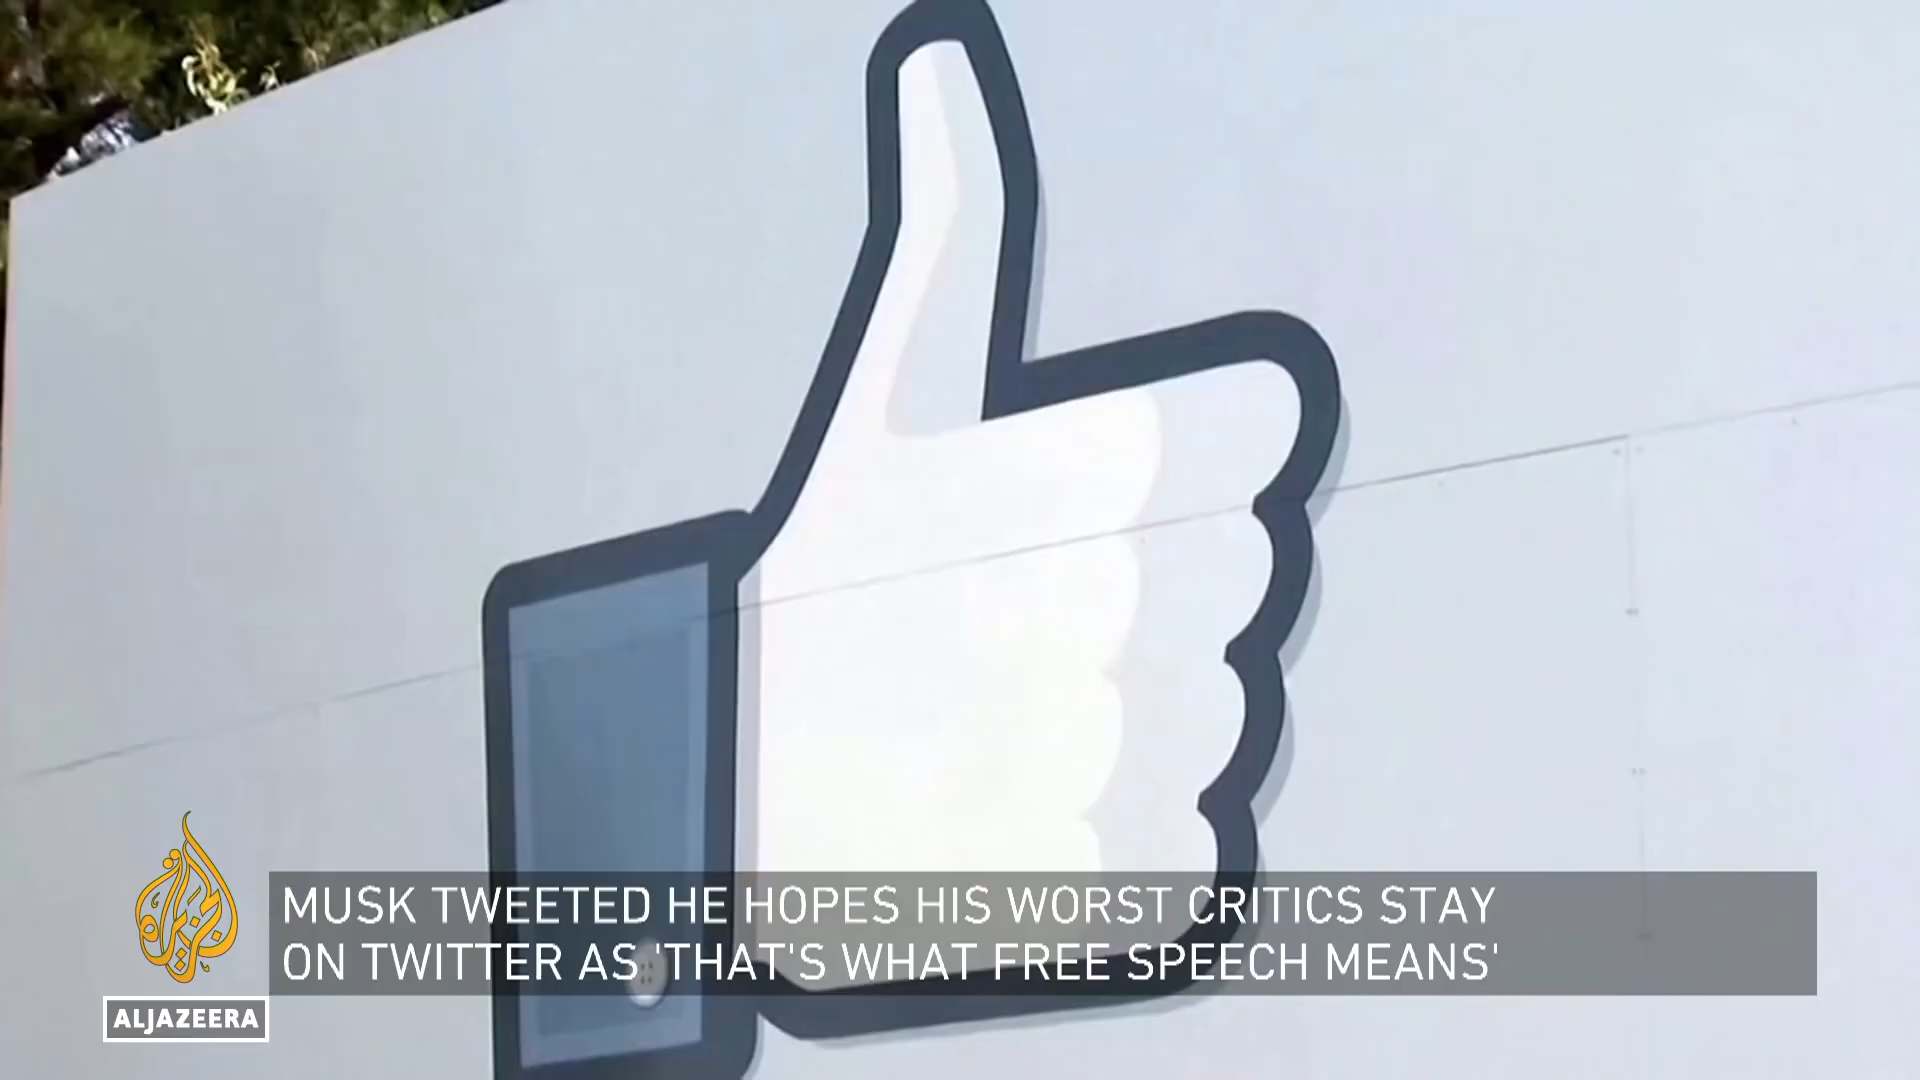 MUSK TWEETED HE HOPES HIS WORST CRITICS STAY
ON TWITTER AS 'THAT'S WHAT FREE SPEECH MEANS'
الجزيرة
ALJAZEERA